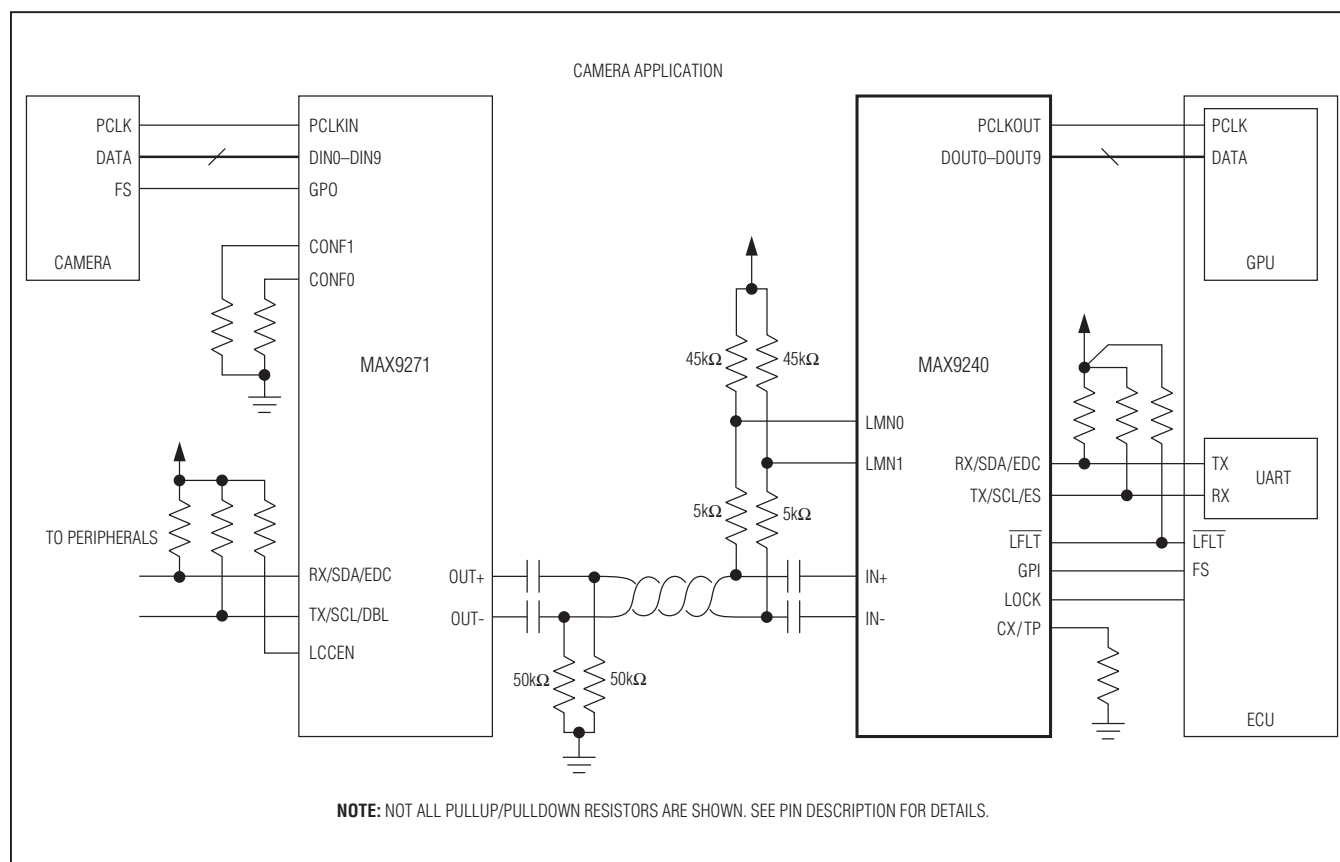 CAMERA APPLICATION
PCLK
DATA
FS
CAMERA
PCLKIN
DIN0–DIN9
GPO
CONF1
CONF0
MAX9271
TO PERIPHERALS
RX/SDA/EDC
TX/SCL/DBL
LCCEN
OUT+
OUT-
50kΩ
50kΩ
45kΩ
45kΩ
5kΩ
5kΩ
PCLKOUT
DOUT0–DOUT9
MAX9240
LMN0
LMN1
RX/SDA/EDC
TX/SCL/ES
LFLT
GPI
LOCK
CX/TP
IN+
IN-
PCLK
DATA
GPU
TX
RX
UART
LFLT
FS
ECU
NOTE: NOT ALL PULLUP/PULLDOWN RESISTORS ARE SHOWN. SEE PIN DESCRIPTION FOR DETAILS.